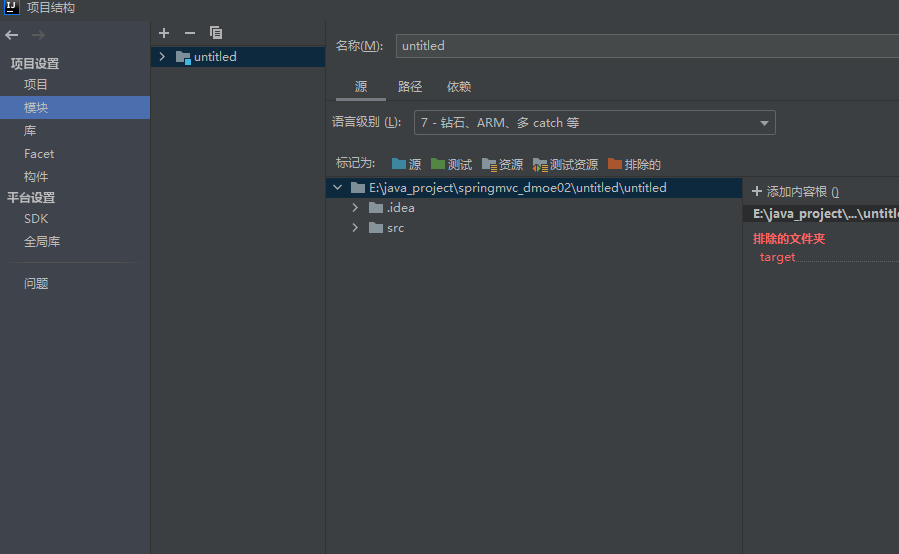 项目结构
项目设置
项目
模块
库
Facet
构件
平台设置
SDK
全局库
问题
untitled
名称(M): untitled
源 路径 依赖
语言级别 (L): 7 - 钻石、ARM、多 catch 等
标记为: 源 测试 资源 测试资源 排除的
E:\java_project\springmvc_dmoe02\untitled\untitled
.idea
src
添加内容根 ()
E:\java_project\...\untitle
排除的文件夹
target